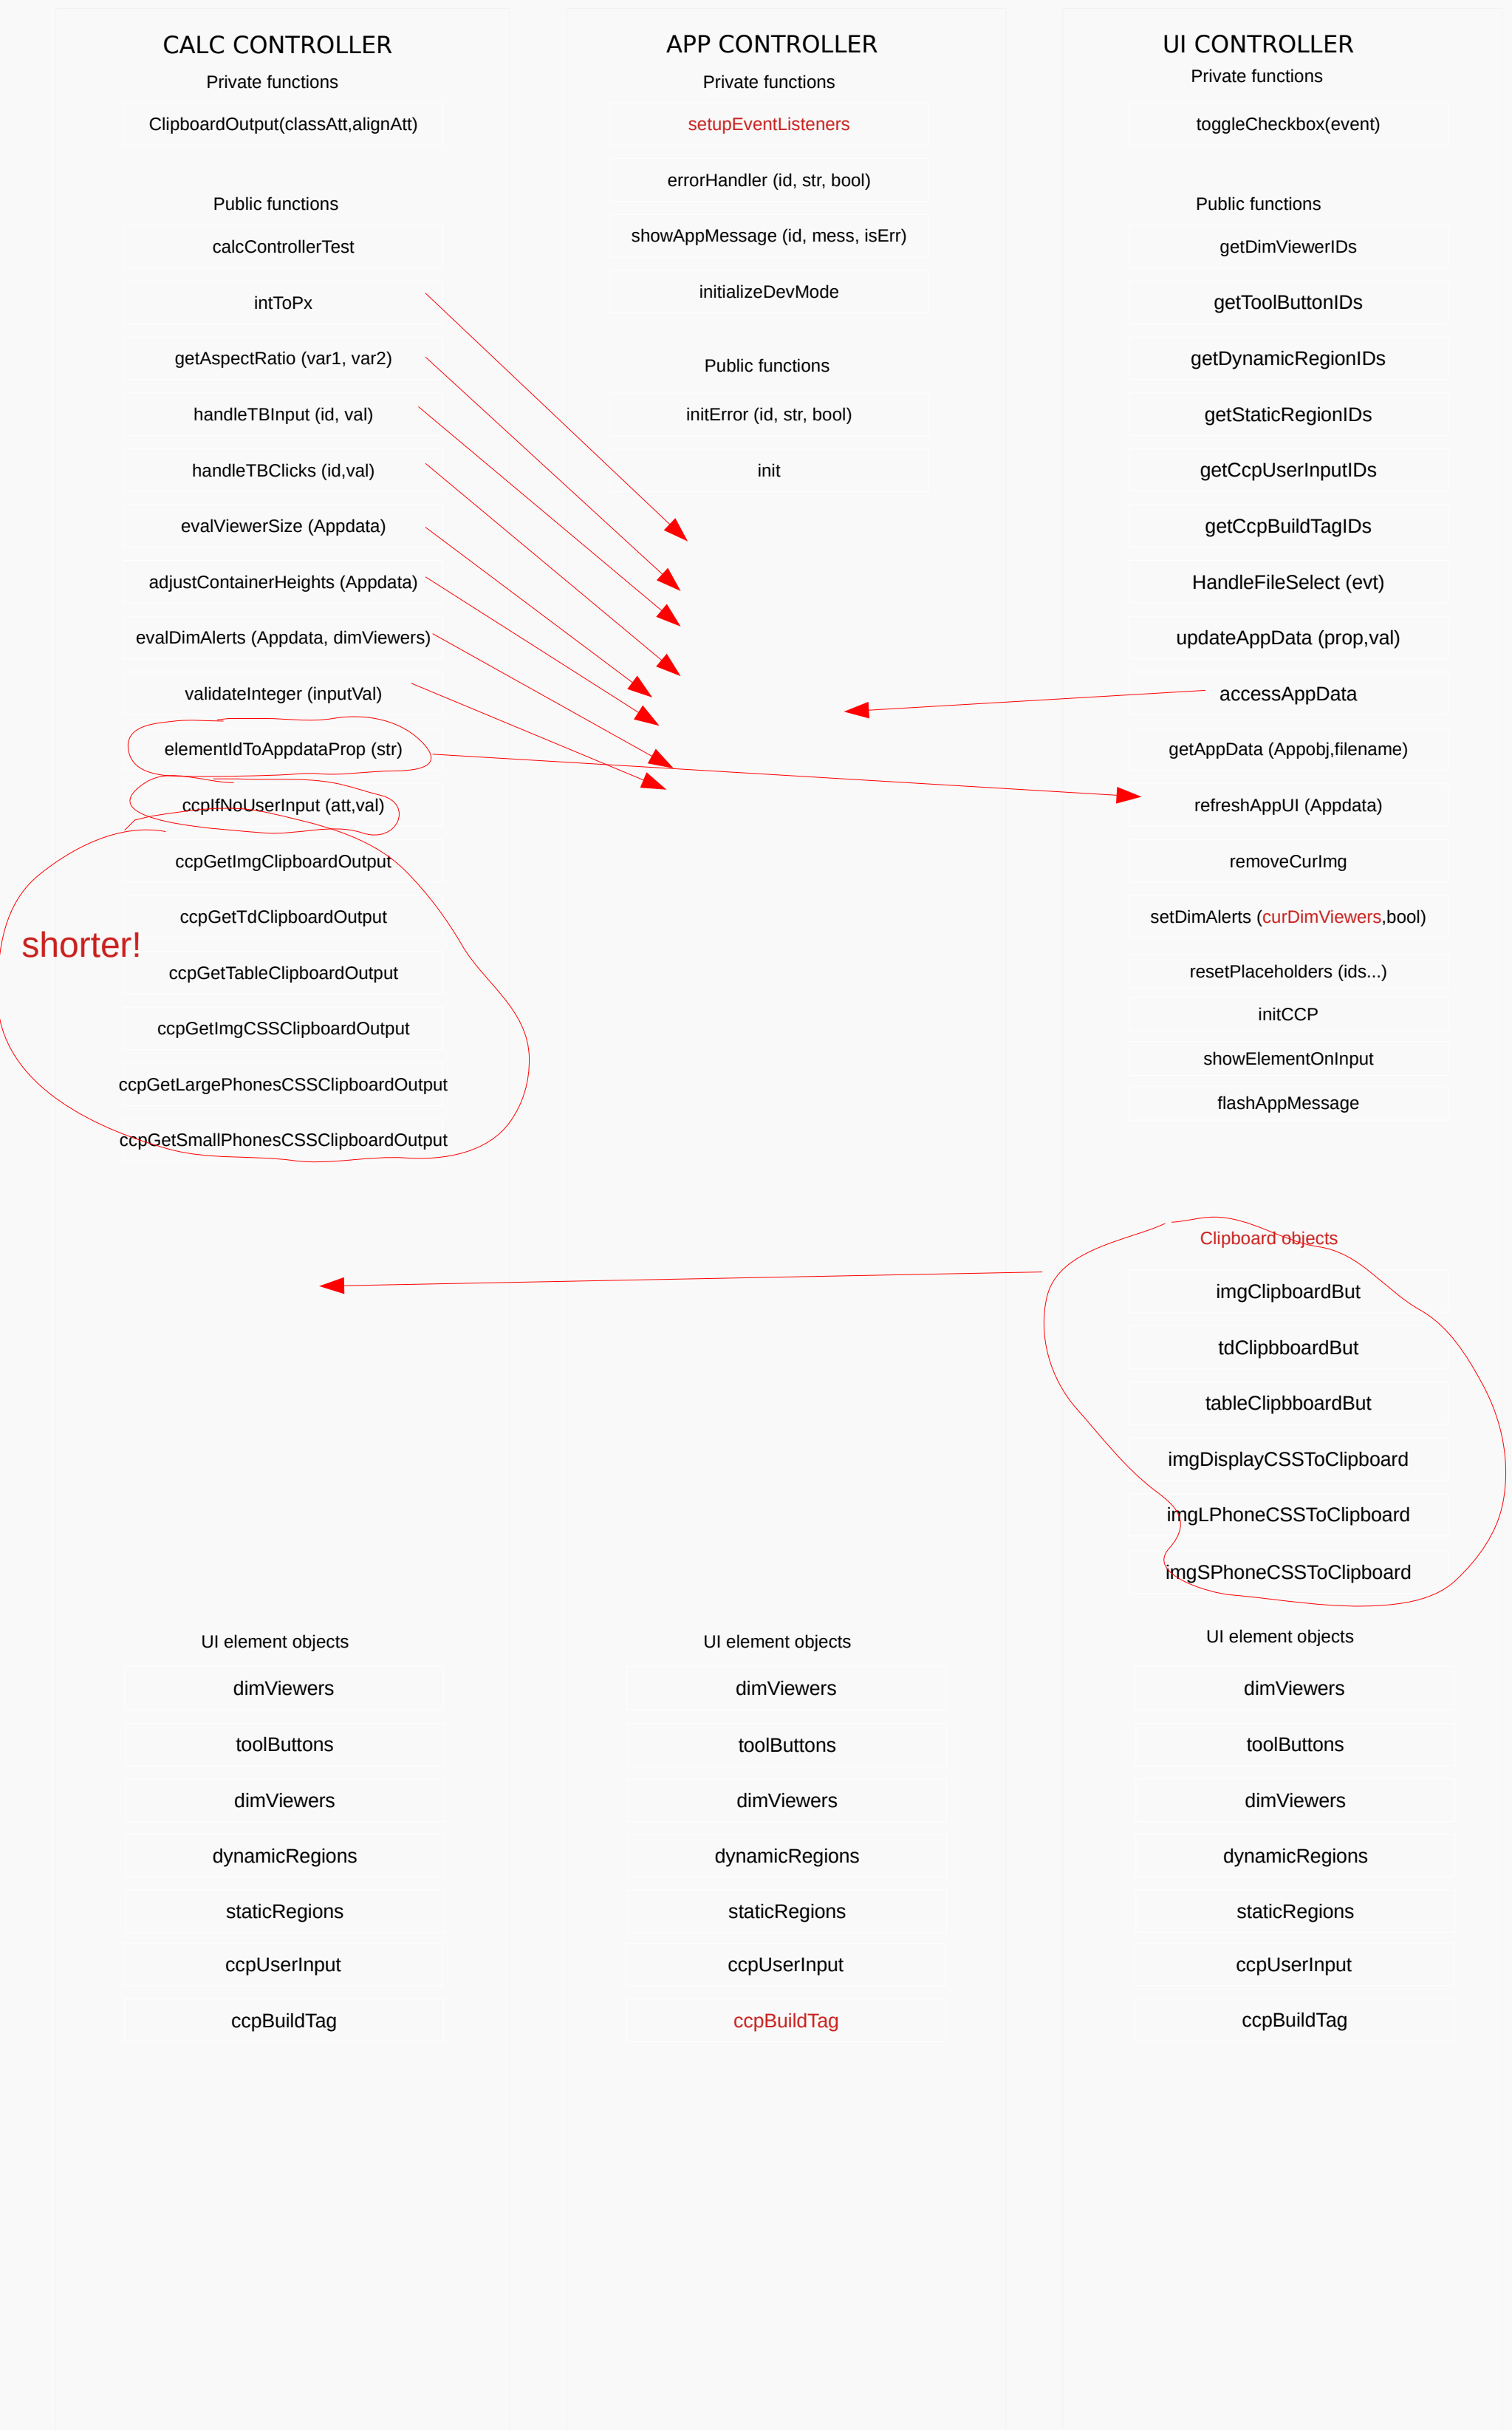 CALC CONTROLLER
Private functions
ClipboardOutput(classAtt,alignAtt)
Public functions
calcControllerTest
intToPx
getAspectRatio (var1, var2)
handleTBInput (id, val)
handleTBClicks (id,val)
evalViewerSize (Appdata)
adjustContainerHeights (Appdata)
evalDimAlerts (Appdata, dimViewers)
validateInteger (inputVal)
elementIdToAppdataProp (str)
ccpIfNoUserInput (att,val)
ccpGetImgClipboardOutput
ccpGetTdClipboardOutput
shorter!
ccpGetTableClipboardOutput
ccpGetImgCSSClipboardOutput
ccpGetLargePhonesCSSClipboardOutput
ccpGetSmallPhonesCSSClipboardOutput
UI element objects
dimViewers
toolButtons
dimViewers
dynamicRegions
staticRegions
ccpUserInput
ccpBuildTag
APP CONTROLLER
Private functions
setupEventListeners
errorHandler (id, str, bool)
showAppMessage (id, mess, isErr)
initializeDevMode
Public functions
initError (id, str, bool)
init
UI element objects
dimViewers
toolButtons
dimViewers
dynamicRegions
staticRegions
ccpUserInput
ccpBuildTag
UI CONTROLLER
Private functions
toggleCheckbox(event)
Public functions
getDimViewerIDs
getToolButtonIDs
getDynamicRegionIDs
getStaticRegionIDs
getCcpUserInputIDs
getCcpBuildTagIDs
HandleFileSelect (evt)
updateAppData (prop,val)
accessAppData
getAppData (Appobj,filename)
refreshAppUI (Appdata)
removeCurImg
setDimAlerts (curDimViewers,bool)
resetPlaceholders (ids...)
initCCP
showElementOnInput
flashAppMessage
Clipboard objects
imgClipboardBut
tdClipbboardBut
tableClipbboardBut
imgDisplayCSSToClipboard
imgLPhoneCSSToClipboard
imgSPhoneCSSToClipboard
UI element objects
dimViewers
toolButtons
dimViewers
dynamicRegions
staticRegions
ccpUserInput
ccpBuildTag